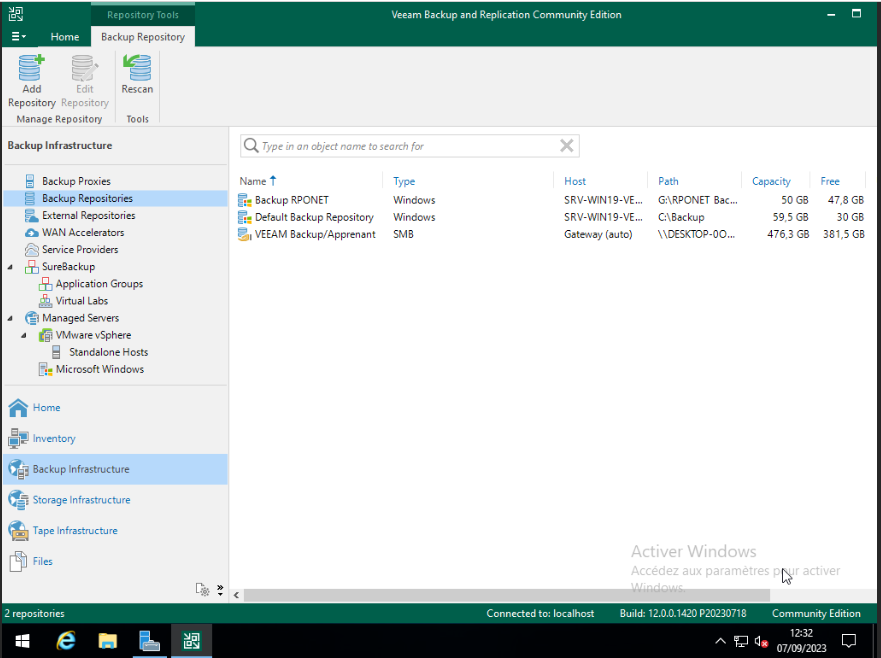 Repository Tools
Veeam Backup and Replication Community Edition
Home
Backup Repository
Add Repository
Edit Repository
Rescan
Manage Repository
Tools
Backup Infrastructure
Backup Proxies
Backup Repositories
External Repositories
WAN Accelerators
Service Providers
SureBackup
Application Groups
Virtual Labs
Managed Servers
VMware vSphere
Standalone Hosts
Microsoft Windows
Home
Inventory
Backup Infrastructure
Storage Infrastructure
Tape Infrastructure
Files
Type in an object name to search for
Name Type Host Path Capacity Free
Backup RPONET Windows SRV-WIN19-VE... G:\RPONET Bac... 50 GB 47,8 GB
Default Backup Repository Windows SRV-WIN19-VE... C:\Backup 59,5 GB 30 GB
VEEAM Backup/Apprenant SMB Gateway (auto) \\DESKTOP-0O... 476,3 GB 381,5 GB
Activer Windows
Accédez aux paramètres pour activer
Windows.
2 repositories
Connected to: localhost
Build: 12.0.0.1420 P20230718
Community Edition
12:32
07/09/2023